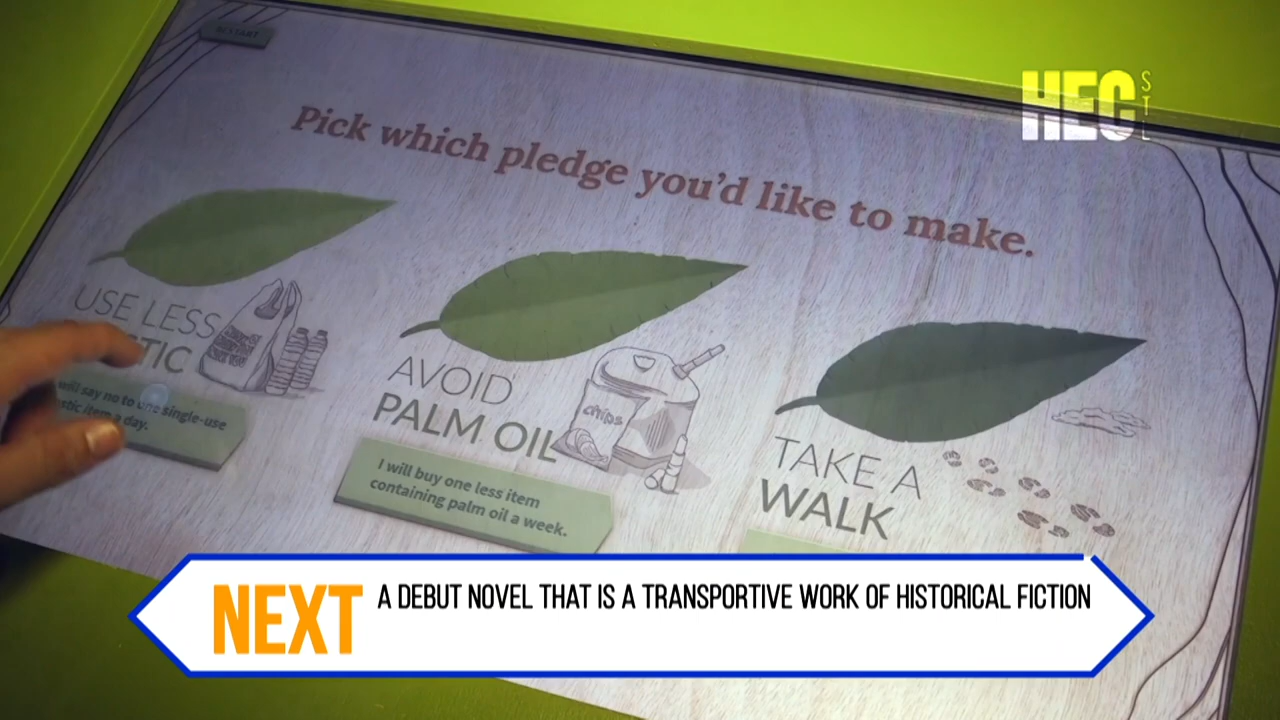 RESTART
HEC
STL
Pick which pledge you'd like to make.
USE LESS
will say no to one single-use
item a day.
AVOID
PALM OIL
CHIPS
I will buy one less item
containing palm oil a week.
TAKE A
WALK
NEXT
A DEBUT NOVEL THAT IS A TRANSPORTIVE WORK OF HISTORICAL FICTION